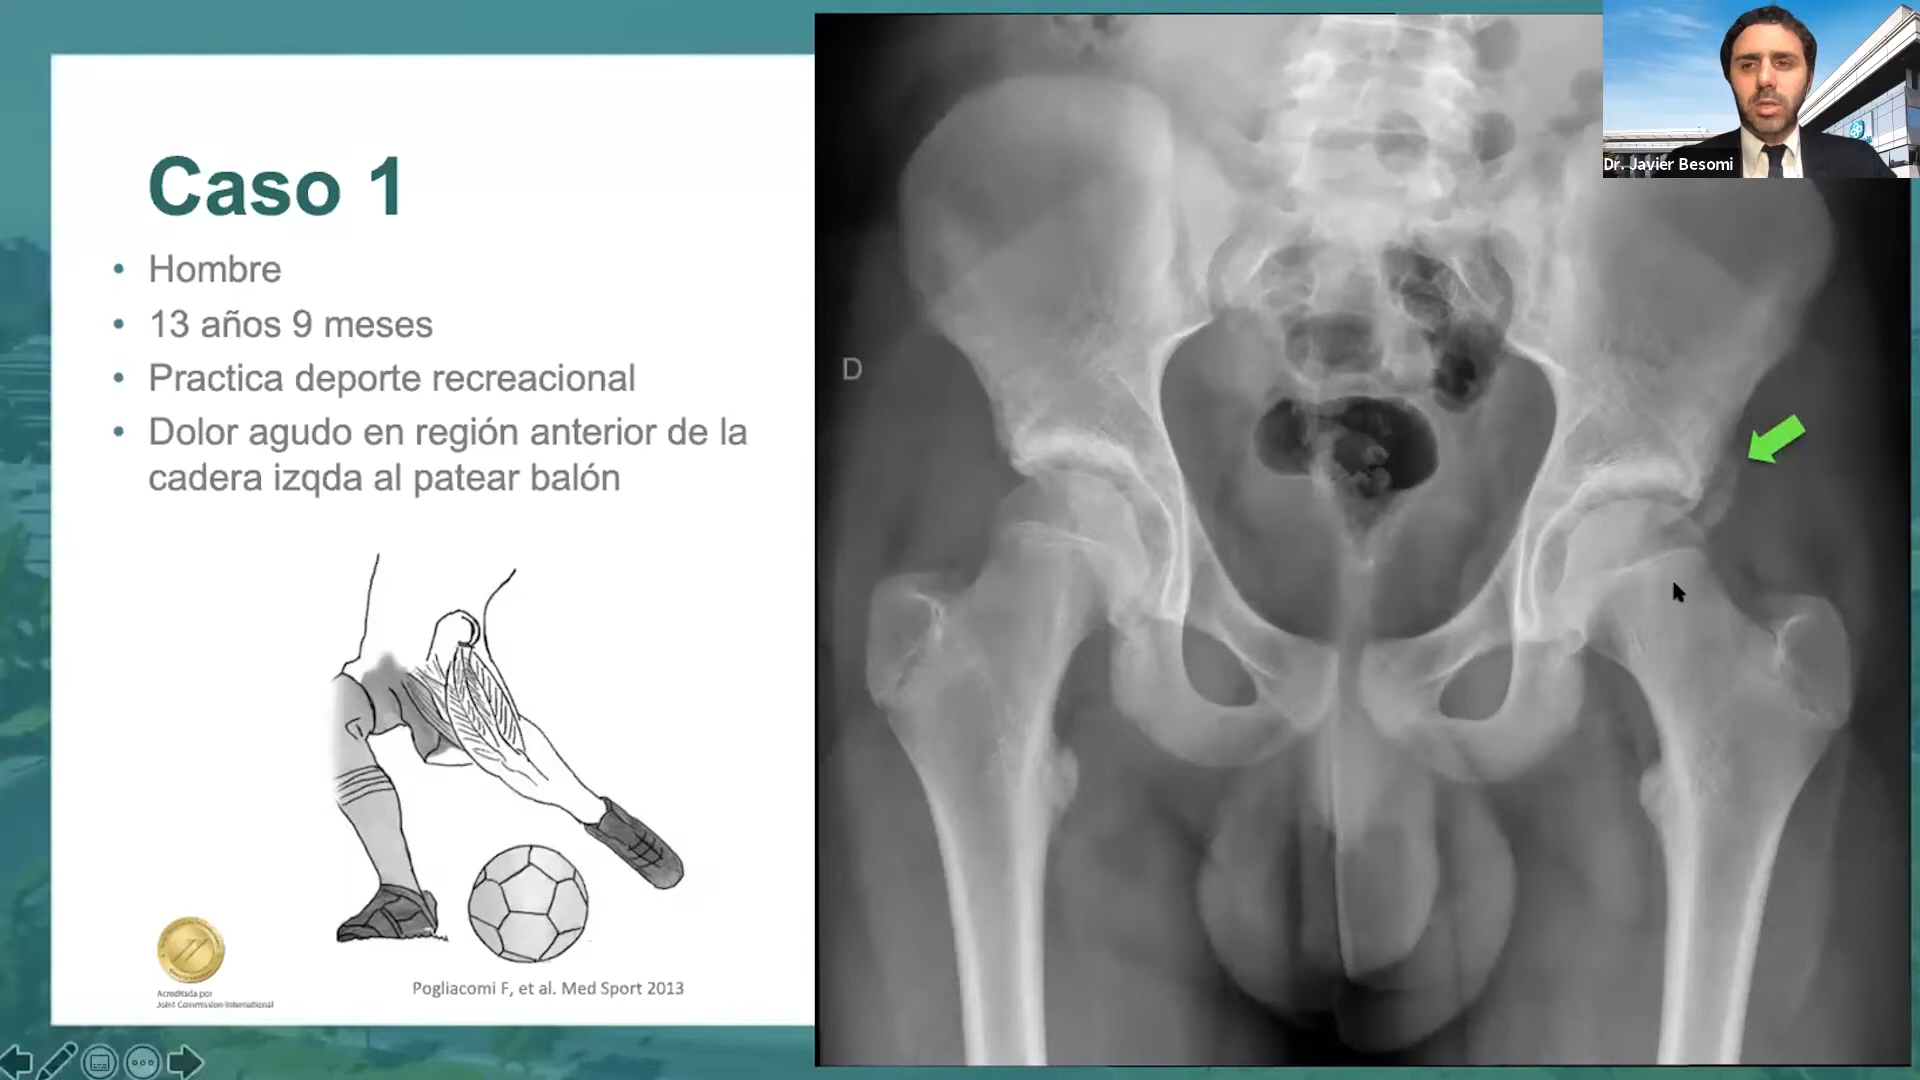 Caso 1
• Hombre
• 13 años 9 meses
• Practica deporte recreacional
• Dolor agudo en región anterior de la
cadera izqda al patear balón
Acreditada por
Joint Commission International
Pogliacomi F, et al. Med Sport 2013
D
Dr. Javier Besomi